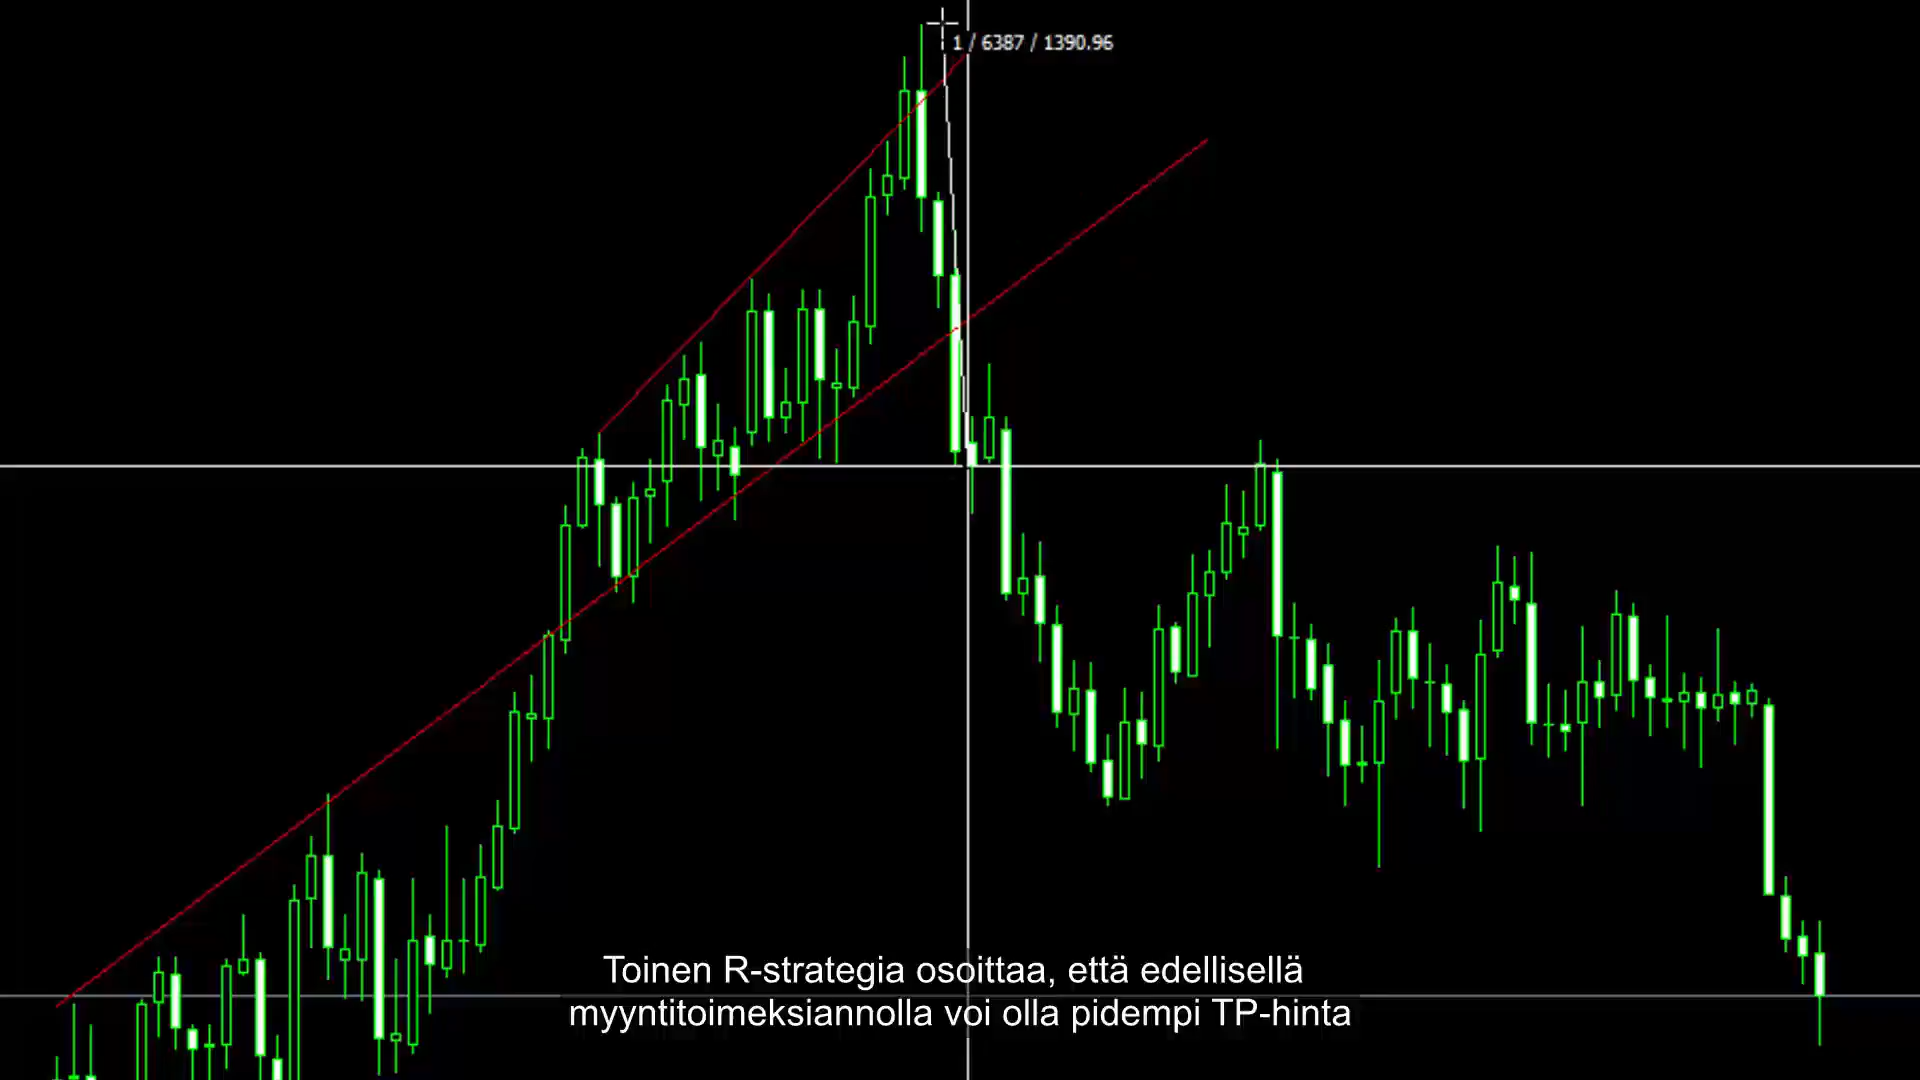 1 / 6387 / 1390.96
Toinen R-strategia osoittaa, että edellisellä
myyntitoimeksiannolla voi olla pidempi TP-hinta